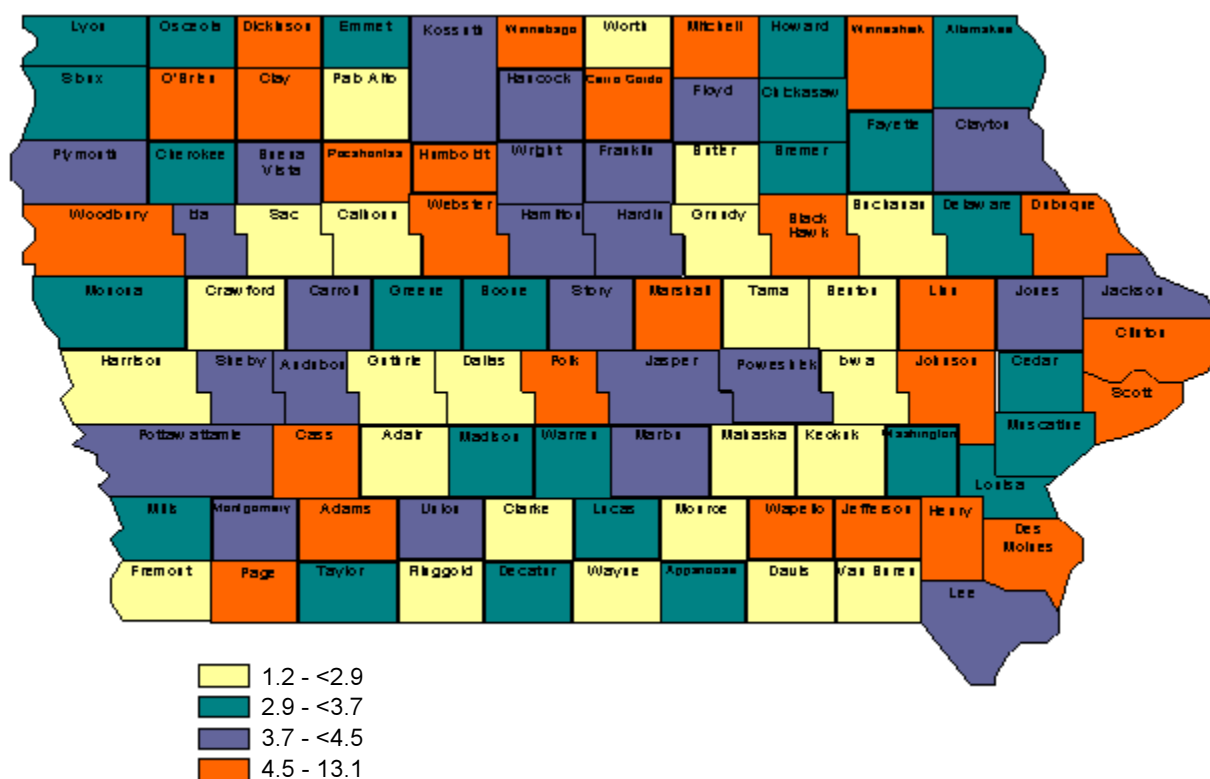 Lyon Osceola Dickinson Emmet Kossuth Winnebago Worth Mitchell Howard Winneshiek Allamakee
Sioux O'Brien Clay Palo Alto Hancock Cerro Gordo Floyd Chickasaw
Fayette Clayton
Plymouth Cherokee Buena Vista Pocahontas Humboldt Wright Franklin Butler Bremer
Woodbury Ida Sac Calhoun Webster Hamilton Hardin Grundy Black Hawk Buchanan Delaware Dubuque
Monona Crawford Carroll Greene Boone Story Marshall Tama Benton Linn Jones Jackson
Clinton
Harrison Shelby Audubon Guthrie Dallas Polk Jasper Poweshiek Iowa Johnson Cedar
Scott
Pottawattamie Cass Adair Madison Warren Marion Mahaska Keokuk Washington Muscatine
Louisa
Mills Montgomery Adams Union Clarke Lucas Monroe Wapello Jefferson Henry Des Moines
Fremont Page Taylor Ringgold Decatur Wayne Appanoose Davis Van Buren Lee
1.2 - <2.9
2.9 - <3.7
3.7 - <4.5
4.5 - 13.1